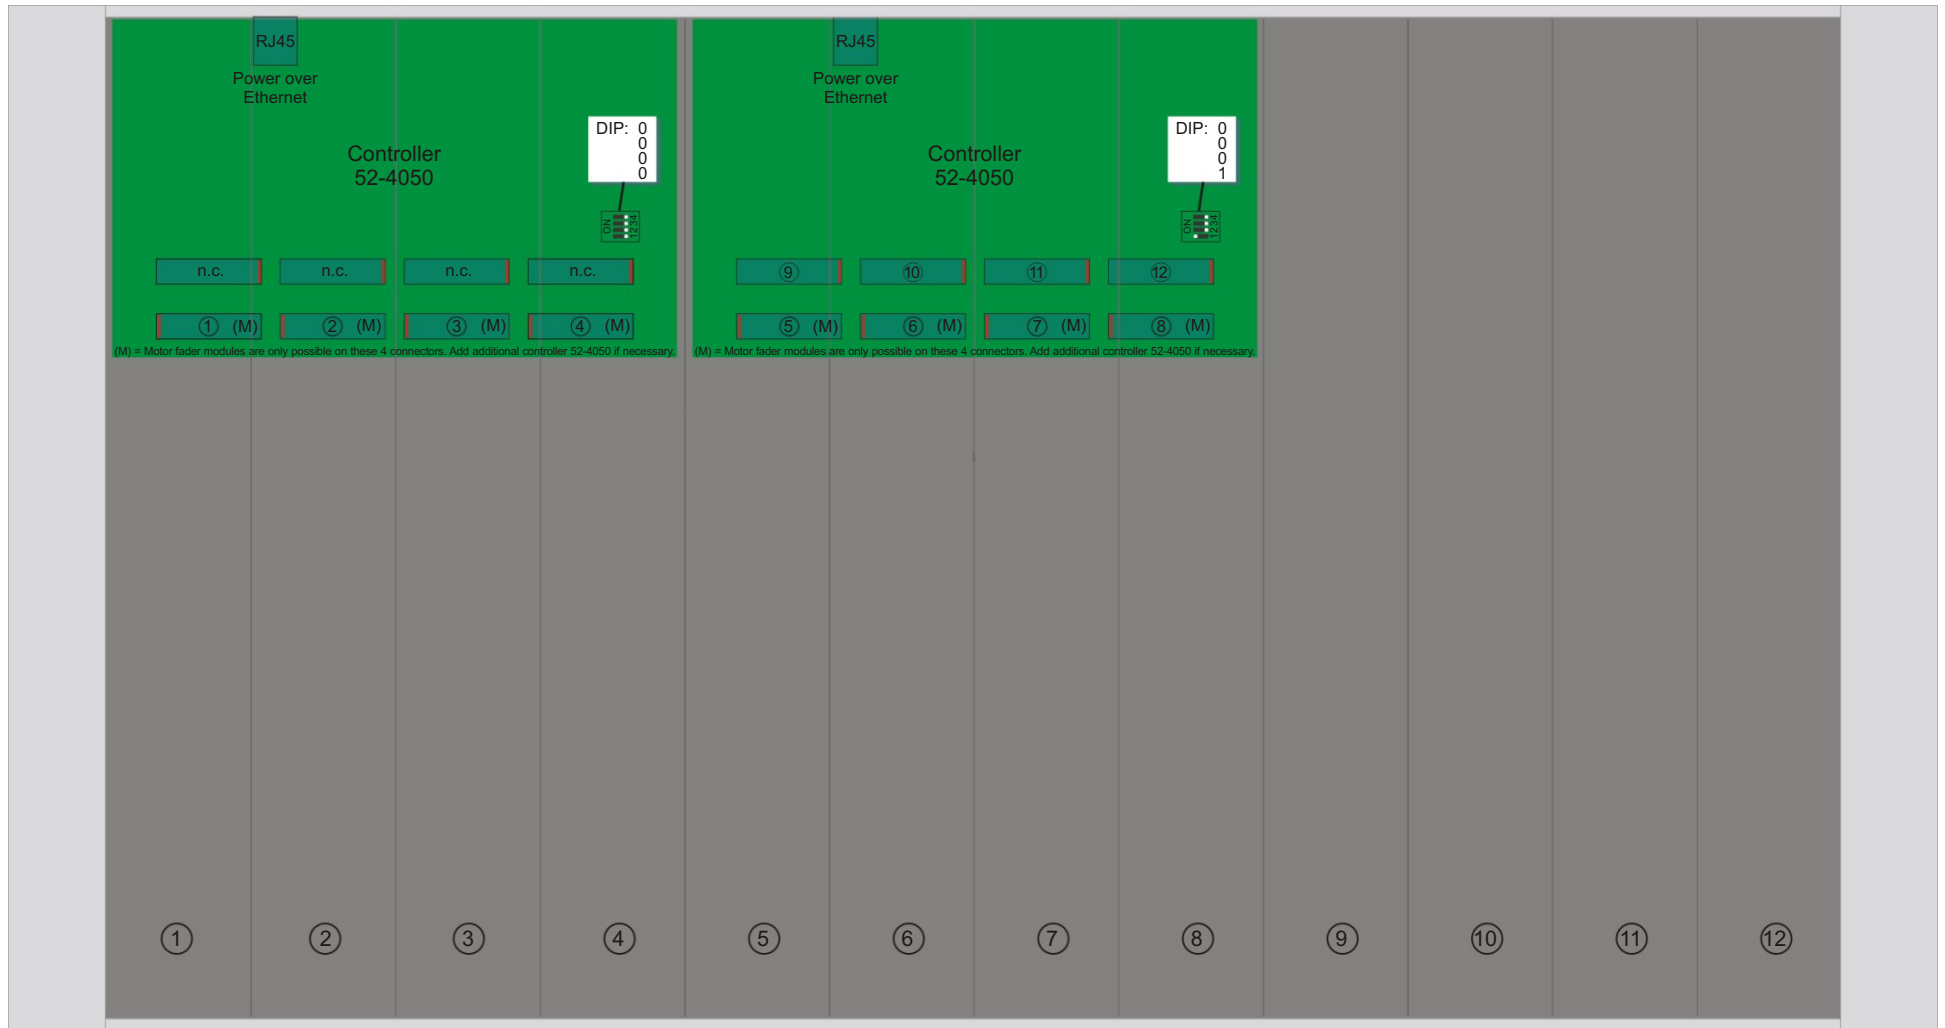 RJ45
Power over
Ethernet
Controller
52-4050
DIP: 0
0
0
0
ON
1234
n.c. n.c. n.c. n.c.
① (M) ② (M) ③ (M) ④ (M)
(M) = Motor fader modules are only possible on these 4 connectors. Add additional controller 52-4050 if necessary.
RJ45
Power over
Ethernet
Controller
52-4050
DIP: 0
0
0
1
ON
1234
⑨ ⑩ ⑪ ⑫
⑤ (M) ⑥ (M) ⑦ (M) ⑧ (M)
(M) = Motor fader modules are only possible on these 4 connectors. Add additional controller 52-4050 if necessary.
① ② ③ ④ ⑤ ⑥ ⑦ ⑧ ⑨ ⑩ ⑪ ⑫